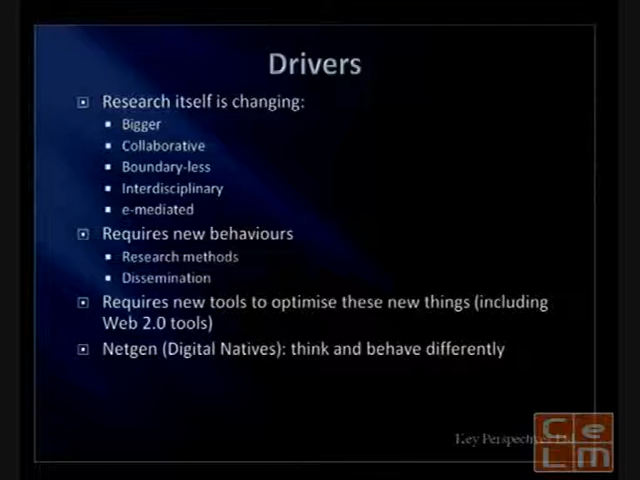 Drivers
Research itself is changing:
Bigger
Collaborative
Boundary-less
Interdisciplinary
e-mediated
Requires new behaviours
Research methods
Dissemination
Requires new tools to optimise these new things (including
Web 2.0 tools)
Netgen (Digital Natives): think and behave differently
Key Perspectives Ltd
C e
L m